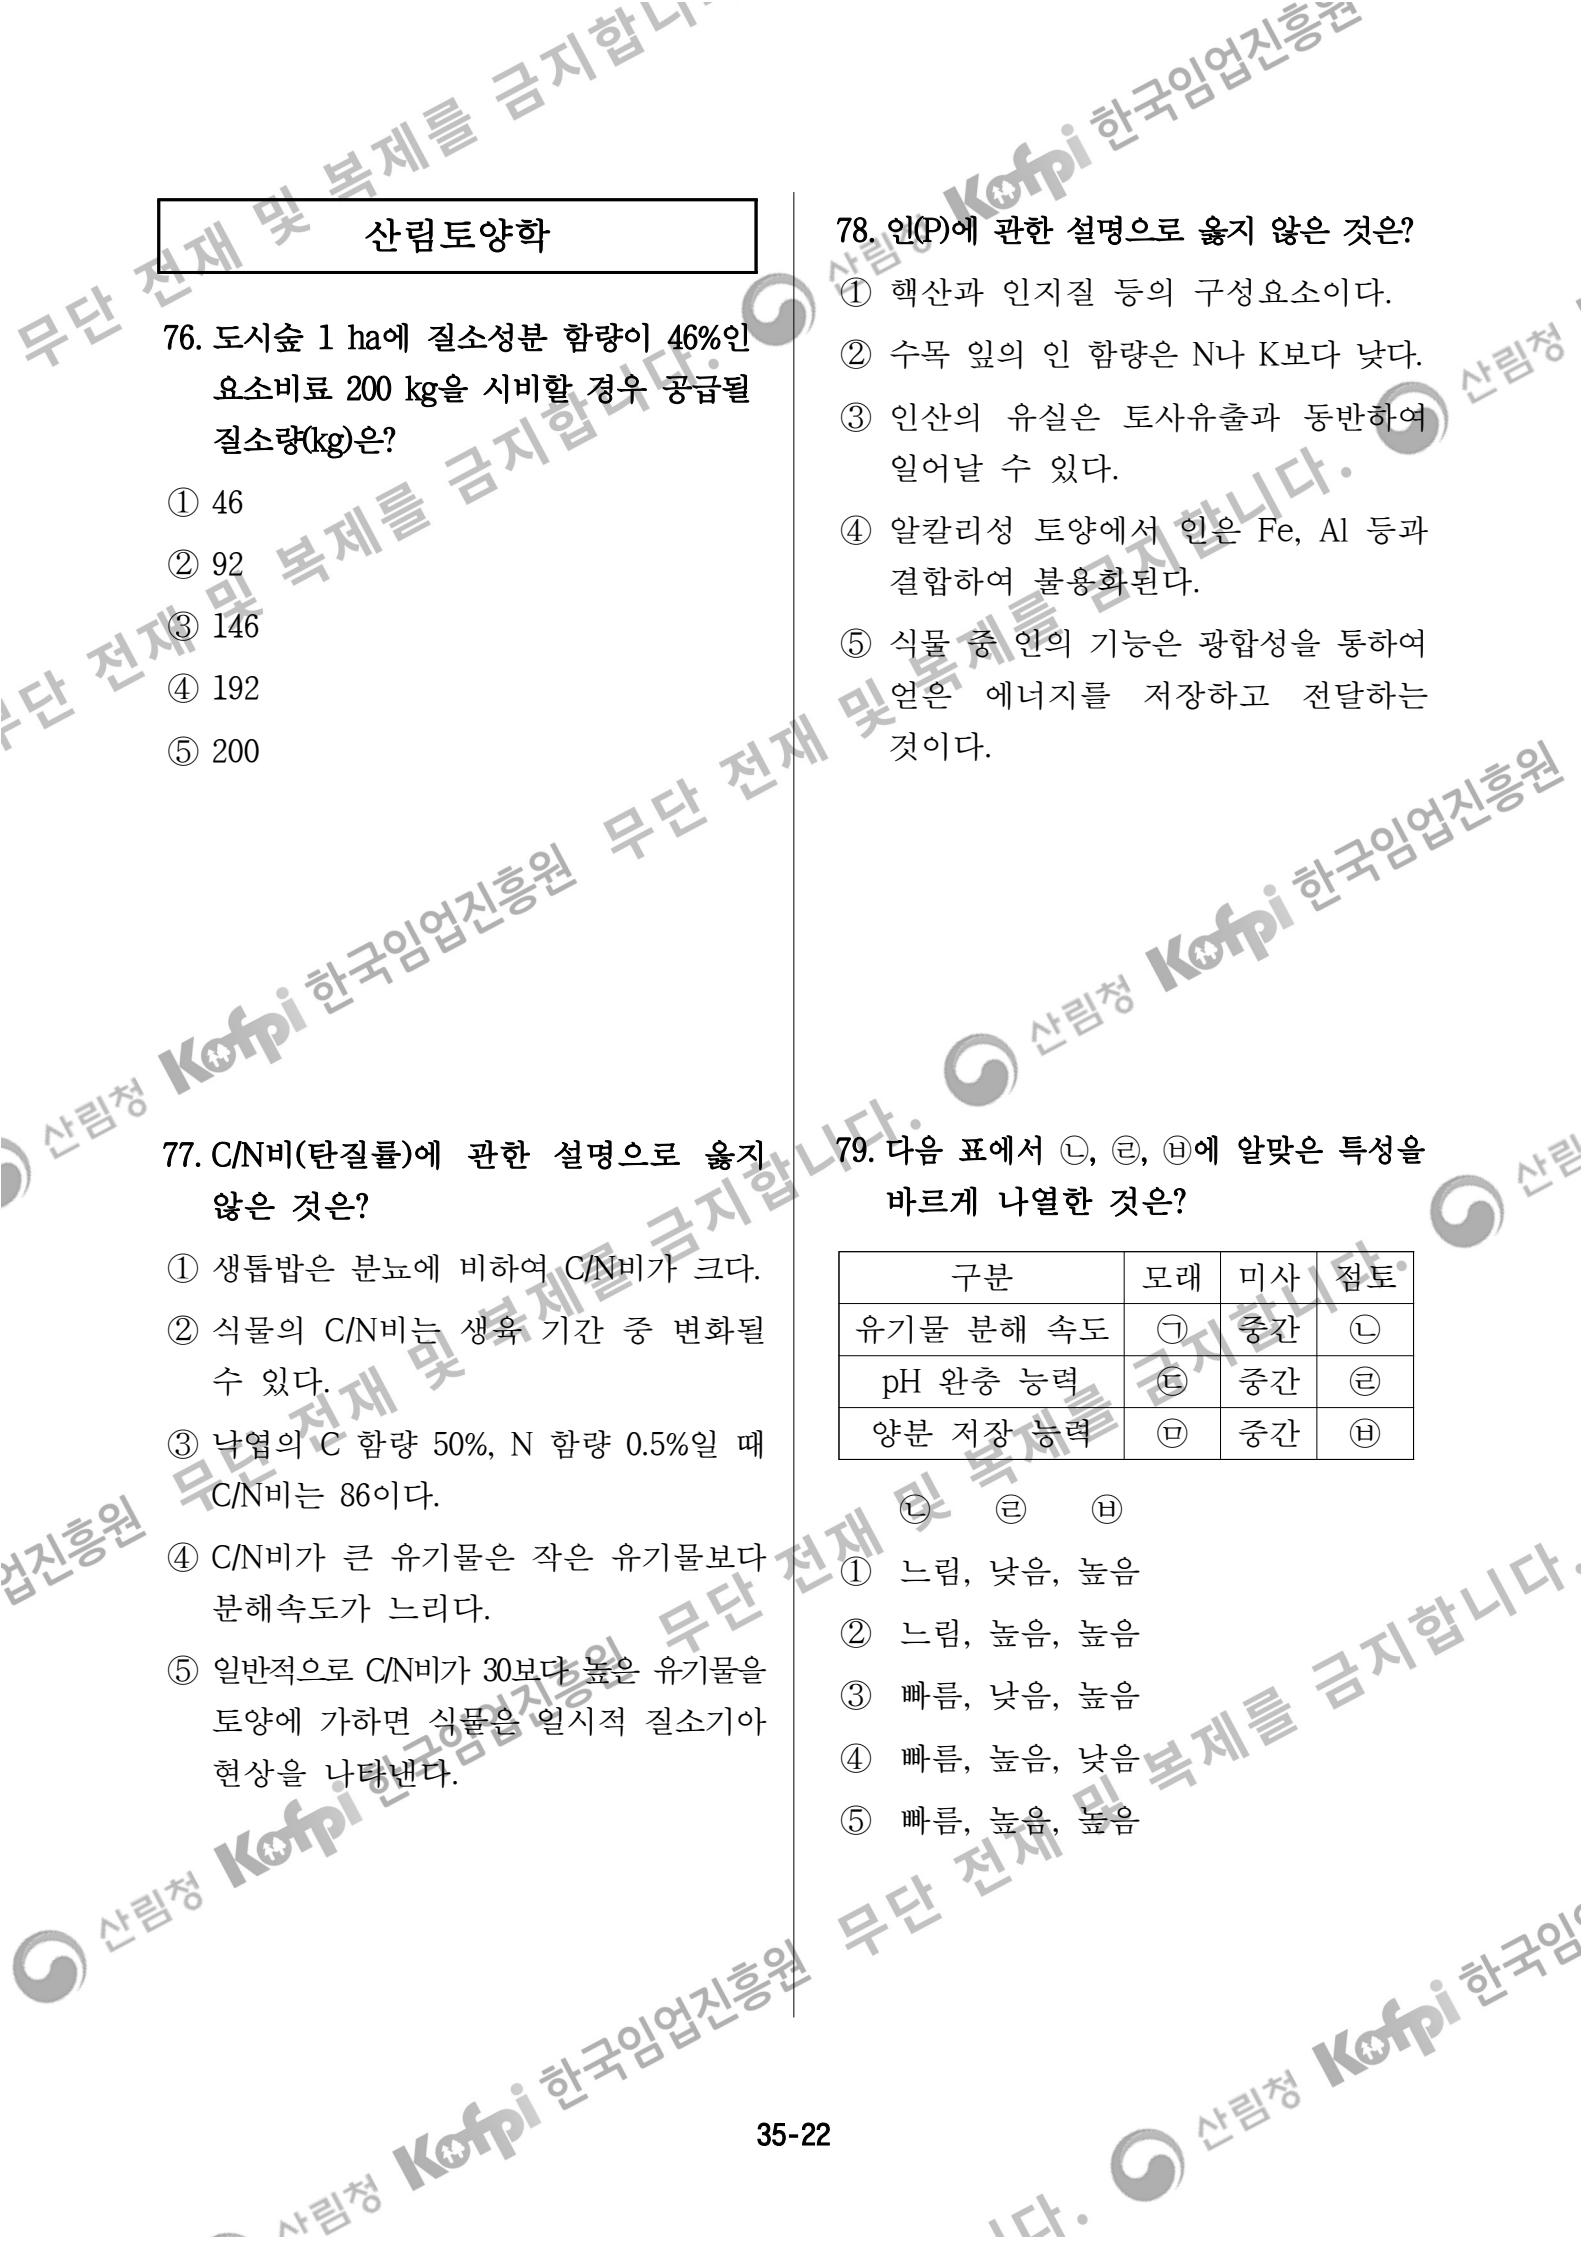 산림토양학
76. 도시숲 1 ha에 질소성분 함량이 46%인
요소비료 200 kg을 시비할 경우 공급될
질소량(kg)은?
① 46
② 92
③ 146
④ 192
⑤ 200
77. C/N비(탄질률)에 관한 설명으로 옳지
않은 것은?
① 생톱밥은 분뇨에 비하여 C/N비가 크다.
② 식물의 C/N비는 생육 기간 중 변화될
수 있다.
③ 낙엽의 C 함량 50%, N 함량 0.5%일 때
C/N비는 86이다.
④ C/N비가 큰 유기물은 작은 유기물보다
분해속도가 느리다.
⑤ 일반적으로 C/N비가 30보다 높은 유기물을
토양에 가하면 식물은 일시적 질소기아
현상을 나타낸다.
78. 인(P)에 관한 설명으로 옳지 않은 것은?
① 핵산과 인지질 등의 구성요소이다.
② 수목 잎의 인 함량은 N나 K보다 낮다.
③ 인산의 유실은 토사유출과 동반하여
일어날 수 있다.
④ 알칼리성 토양에서 인은 Fe, Al 등과
결합하여 불용화된다.
⑤ 식물 중 인의 기능은 광합성을 통하여
얻은 에너지를 저장하고 전달하는
것이다.
79. 다음 표에서 ㉡, ㉣, ㉥에 알맞은 특성을
바르게 나열한 것은?
구분 모래 미사 점토
유기물 분해 속도 ㉠ 중간 ㉡
pH 완충 능력 ㉢ 중간 ㉣
양분 저장 능력 ㉤ 중간 ㉥
㉡ ㉣ ㉥
① 느림, 낮음, 높음
② 느림, 높음, 높음
③ 빠름, 낮음, 높음
④ 빠름, 높음, 낮음
⑤ 빠름, 높음, 높음
35-22
무단 전재 및 복제를 금지합니다. 산림청 Kofpi 한국임업진흥원